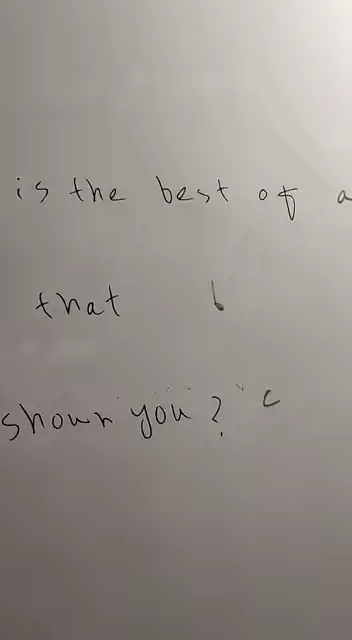 is the best of a
that
shown you? c